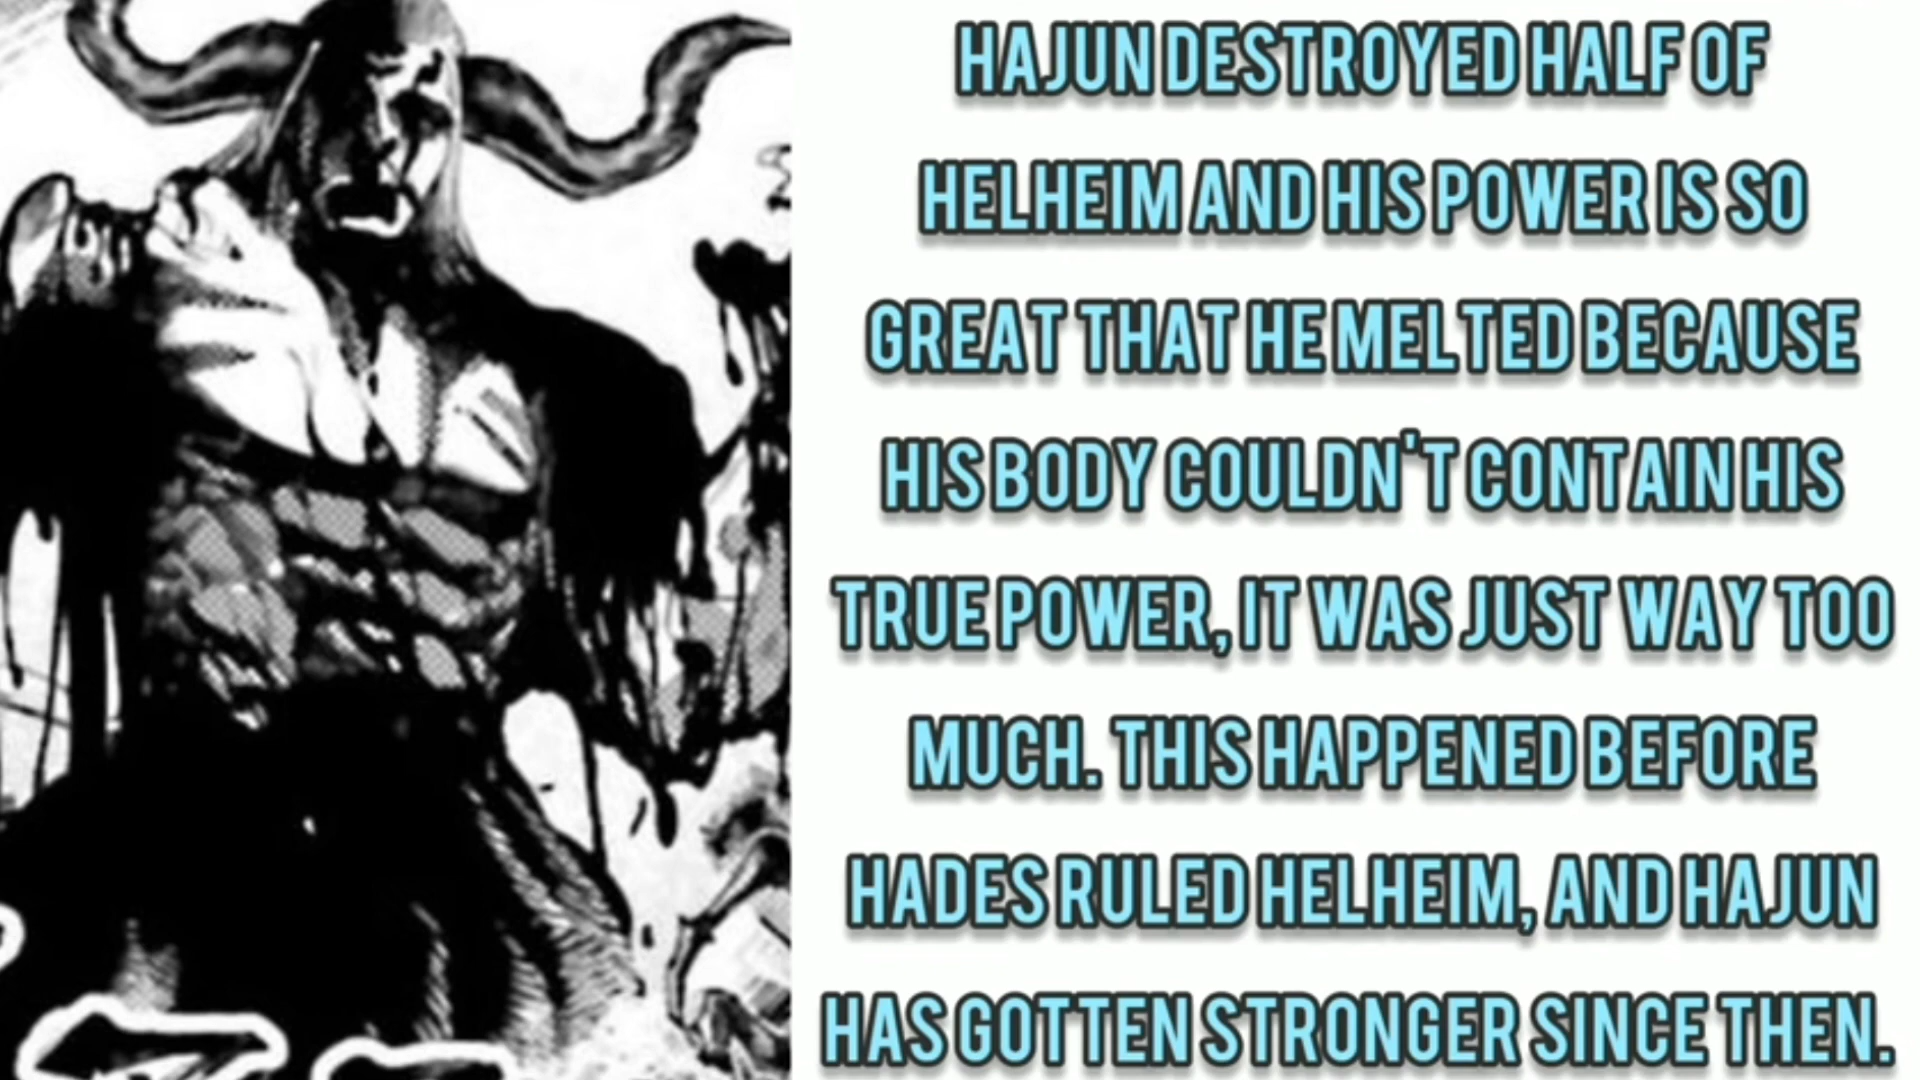 HAJUN DESTROYED HALF OF
HELHEIM AND HIS POWER IS SO
GREAT THAT HE MELTED BECAUSE
HIS BODY COULDN'T CONTAIN HIS
TRUE POWER, IT WAS JUST WAY TOO
MUCH. THIS HAPPENED BEFORE
HADES RULED HELHEIM, AND HAJUN
HAS GOTTEN STRONGER SINCE THEN.